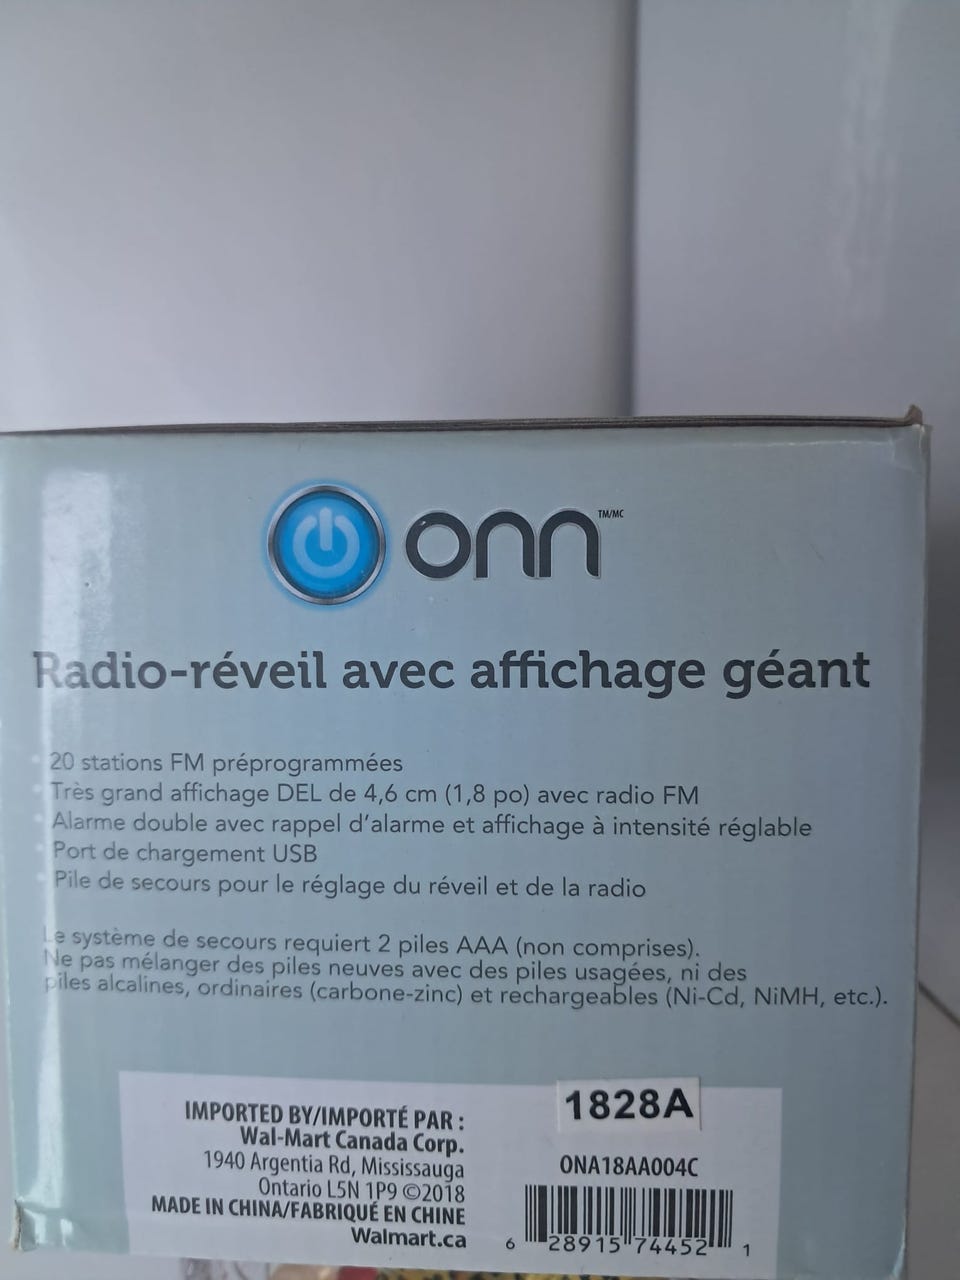 onn TM/MC
Radio-réveil avec affichage géant
20 stations FM préprogrammées
Très grand affichage DEL de 4,6 cm (1,8 po) avec radio FM
Alarme double avec rappel d'alarme et affichage à intensité réglable
Port de chargement USB
Pile de secours pour le réglage du réveil et de la radio
Le système de secours requiert 2 piles AAA (non comprises).
Ne pas mélanger des piles neuves avec des piles usagées, ni des
piles alcalines, ordinaires (carbone-zinc) et rechargeables (Ni-Cd, NiMH, etc.).
IMPORTED BY/IMPORTÉ PAR :
Wal-Mart Canada Corp.
1940 Argentia Rd, Mississauga
Ontario L5N 1P9 ©2018
MADE IN CHINA/FABRIQUÉ EN CHINE
Walmart.ca
1828A
ONA18AA004C
6 28915 74452 1